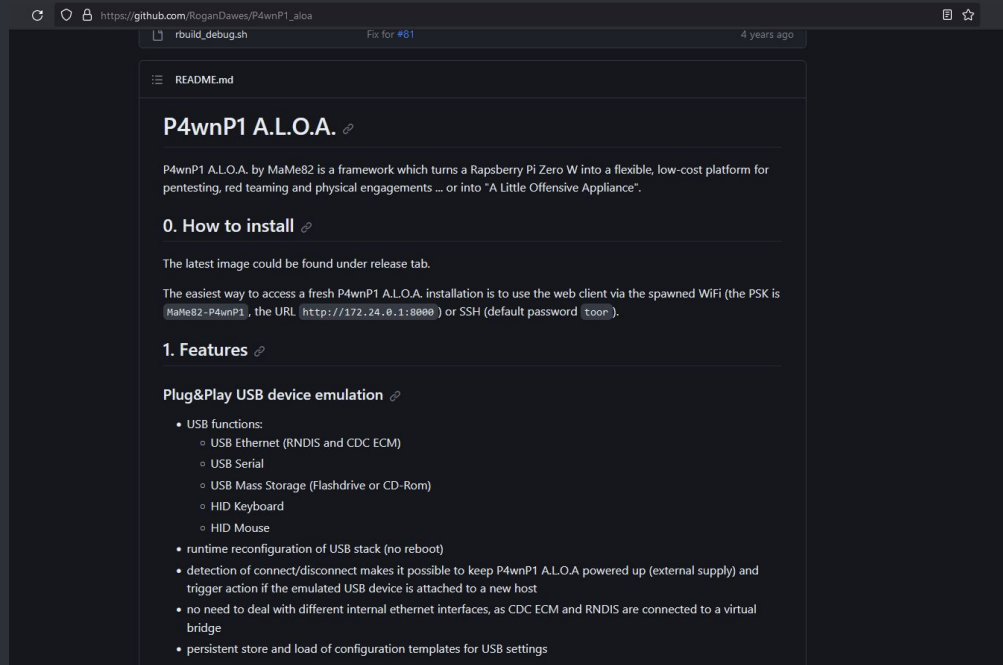 https://github.com/RoganDawes/P4wnP1_aloa
rbuild_debug.sh Fix for #81 4 years ago
README.md
P4wnP1 A.L.O.A.
P4wnP1 A.L.O.A. by MaMe82 is a framework which turns a Rapsberry Pi Zero W into a flexible, low-cost platform for
pentesting, red teaming and physical engagements ... or into "A Little Offensive Appliance".
0. How to install
The latest image could be found under release tab.
The easiest way to access a fresh P4wnP1 A.L.O.A. installation is to use the web client via the spawned WiFi (the PSK is
MaMe82-P4wnP1, the URL http://172.24.0.1:8000) or SSH (default password toor).
1. Features
Plug&Play USB device emulation
• USB functions:
◦ USB Ethernet (RNDIS and CDC ECM)
◦ USB Serial
◦ USB Mass Storage (Flashdrive or CD-Rom)
◦ HID Keyboard
◦ HID Mouse
• runtime reconfiguration of USB stack (no reboot)
• detection of connect/disconnect makes it possible to keep P4wnP1 A.L.O.A powered up (external supply) and
trigger action if the emulated USB device is attached to a new host
• no need to deal with different internal ethernet interfaces, as CDC ECM and RNDIS are connected to a virtual
bridge
• persistent store and load of configuration templates for USB settings